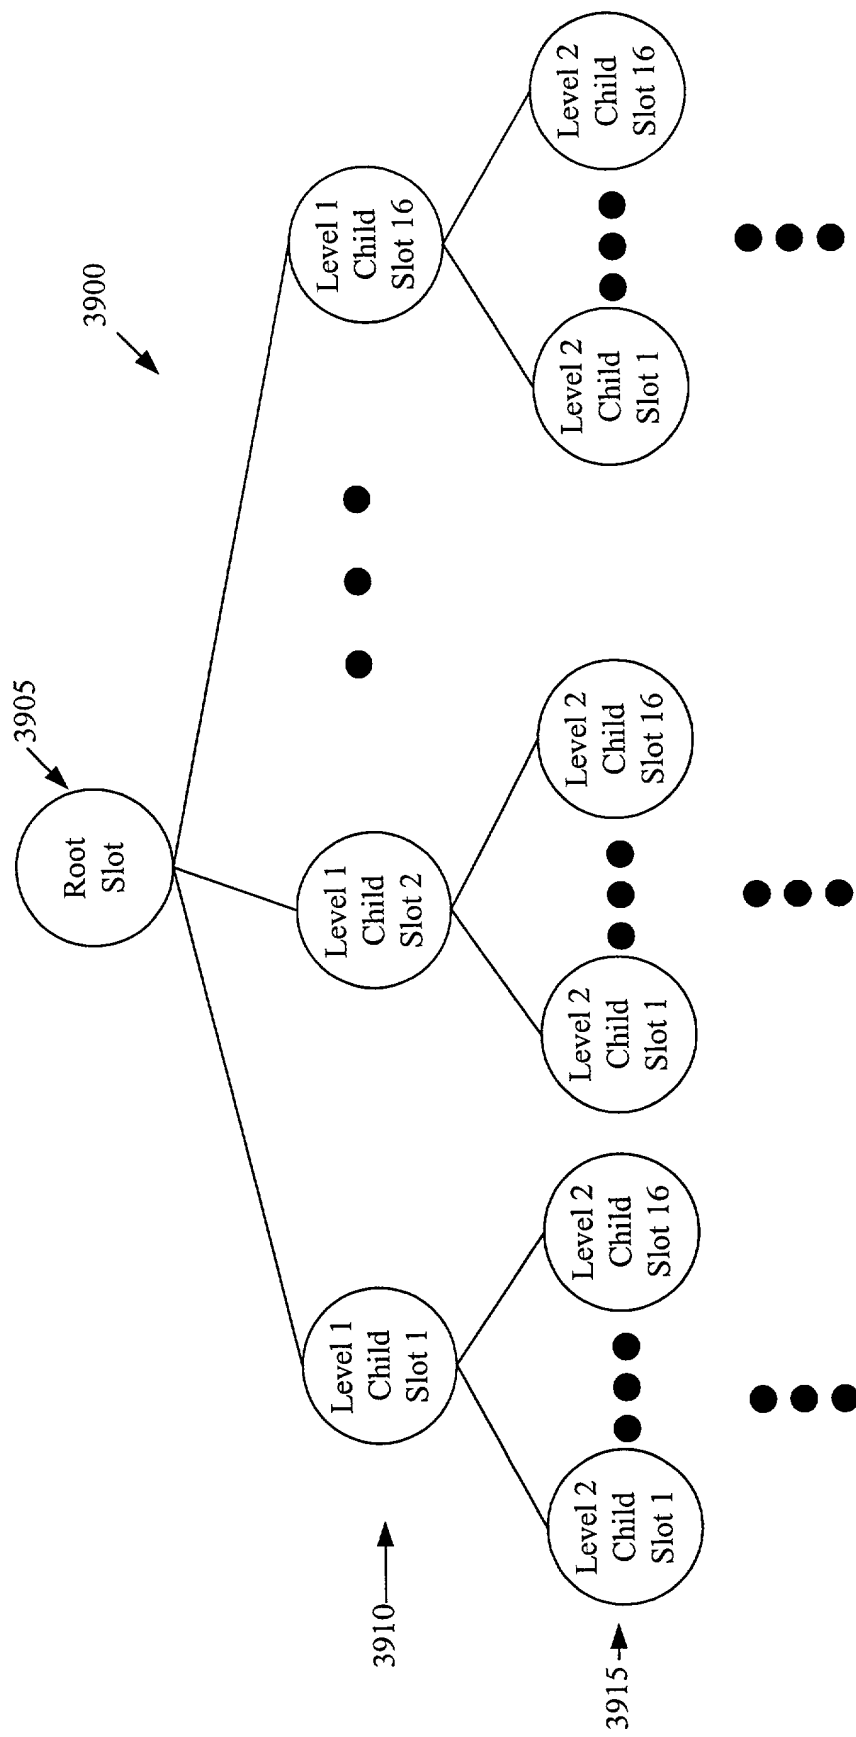 3900
3905
Root
Slot
3910
Level 1
Child
Slot 1
Level 1
Child
Slot 2
Level 1
Child
Slot 16
3915
Level 2
Child
Slot 1
Level 2
Child
Slot 16
Level 2
Child
Slot 1
Level 2
Child
Slot 16
Level 2
Child
Slot 1
Level 2
Child
Slot 16